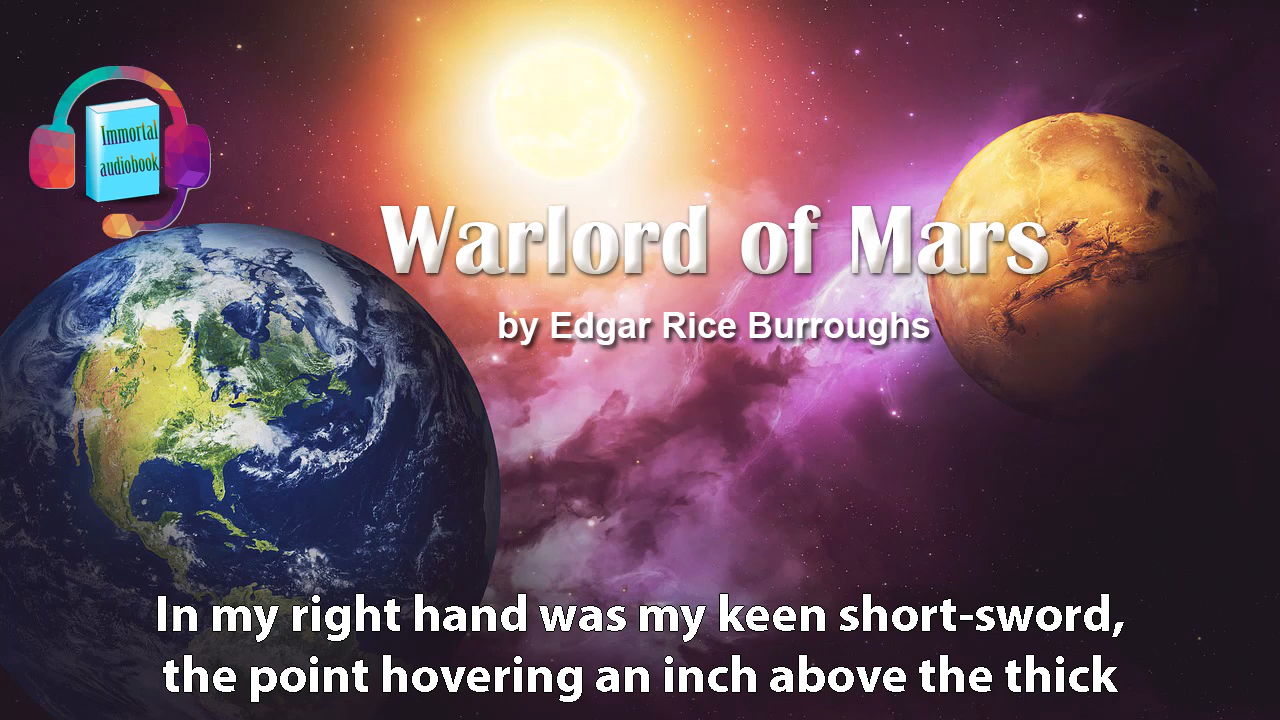 Immortal
audiobook
Warlord of Mars
by Edgar Rice Burroughs
In my right hand was my keen short-sword,
the point hovering an inch above the thick